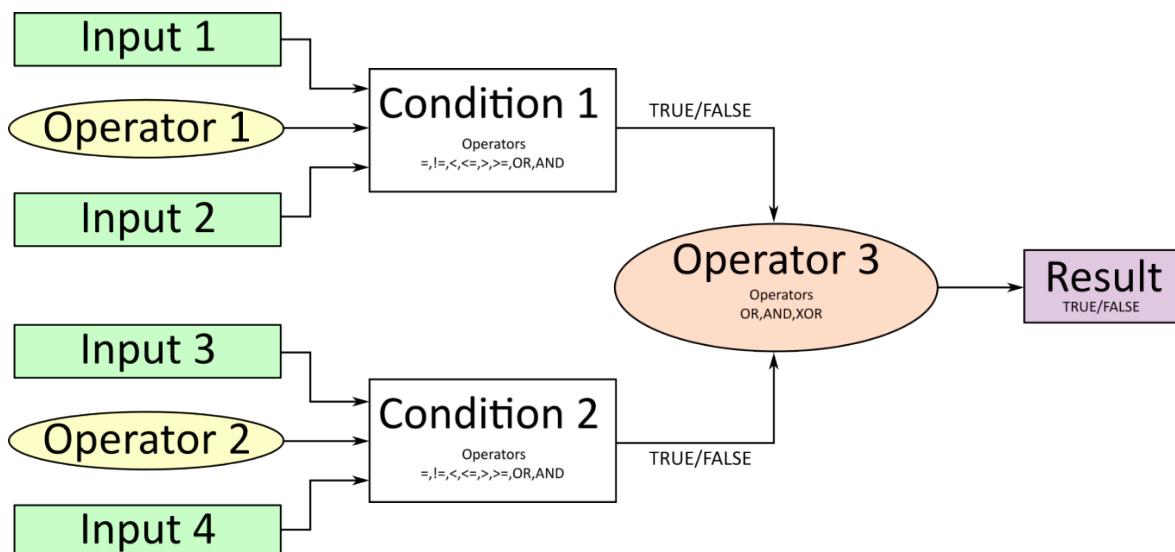 Input 1
Operator 1
Input 2
Condition 1
Operators
=,!=,<,<=,>,>=,OR,AND
TRUE/FALSE
Input 3
Operator 2
Input 4
Condition 2
Operators
=,!=,<,<=,>,>=,OR,AND
TRUE/FALSE
Operator 3
Operators
OR,AND,XOR
Result
TRUE/FALSE